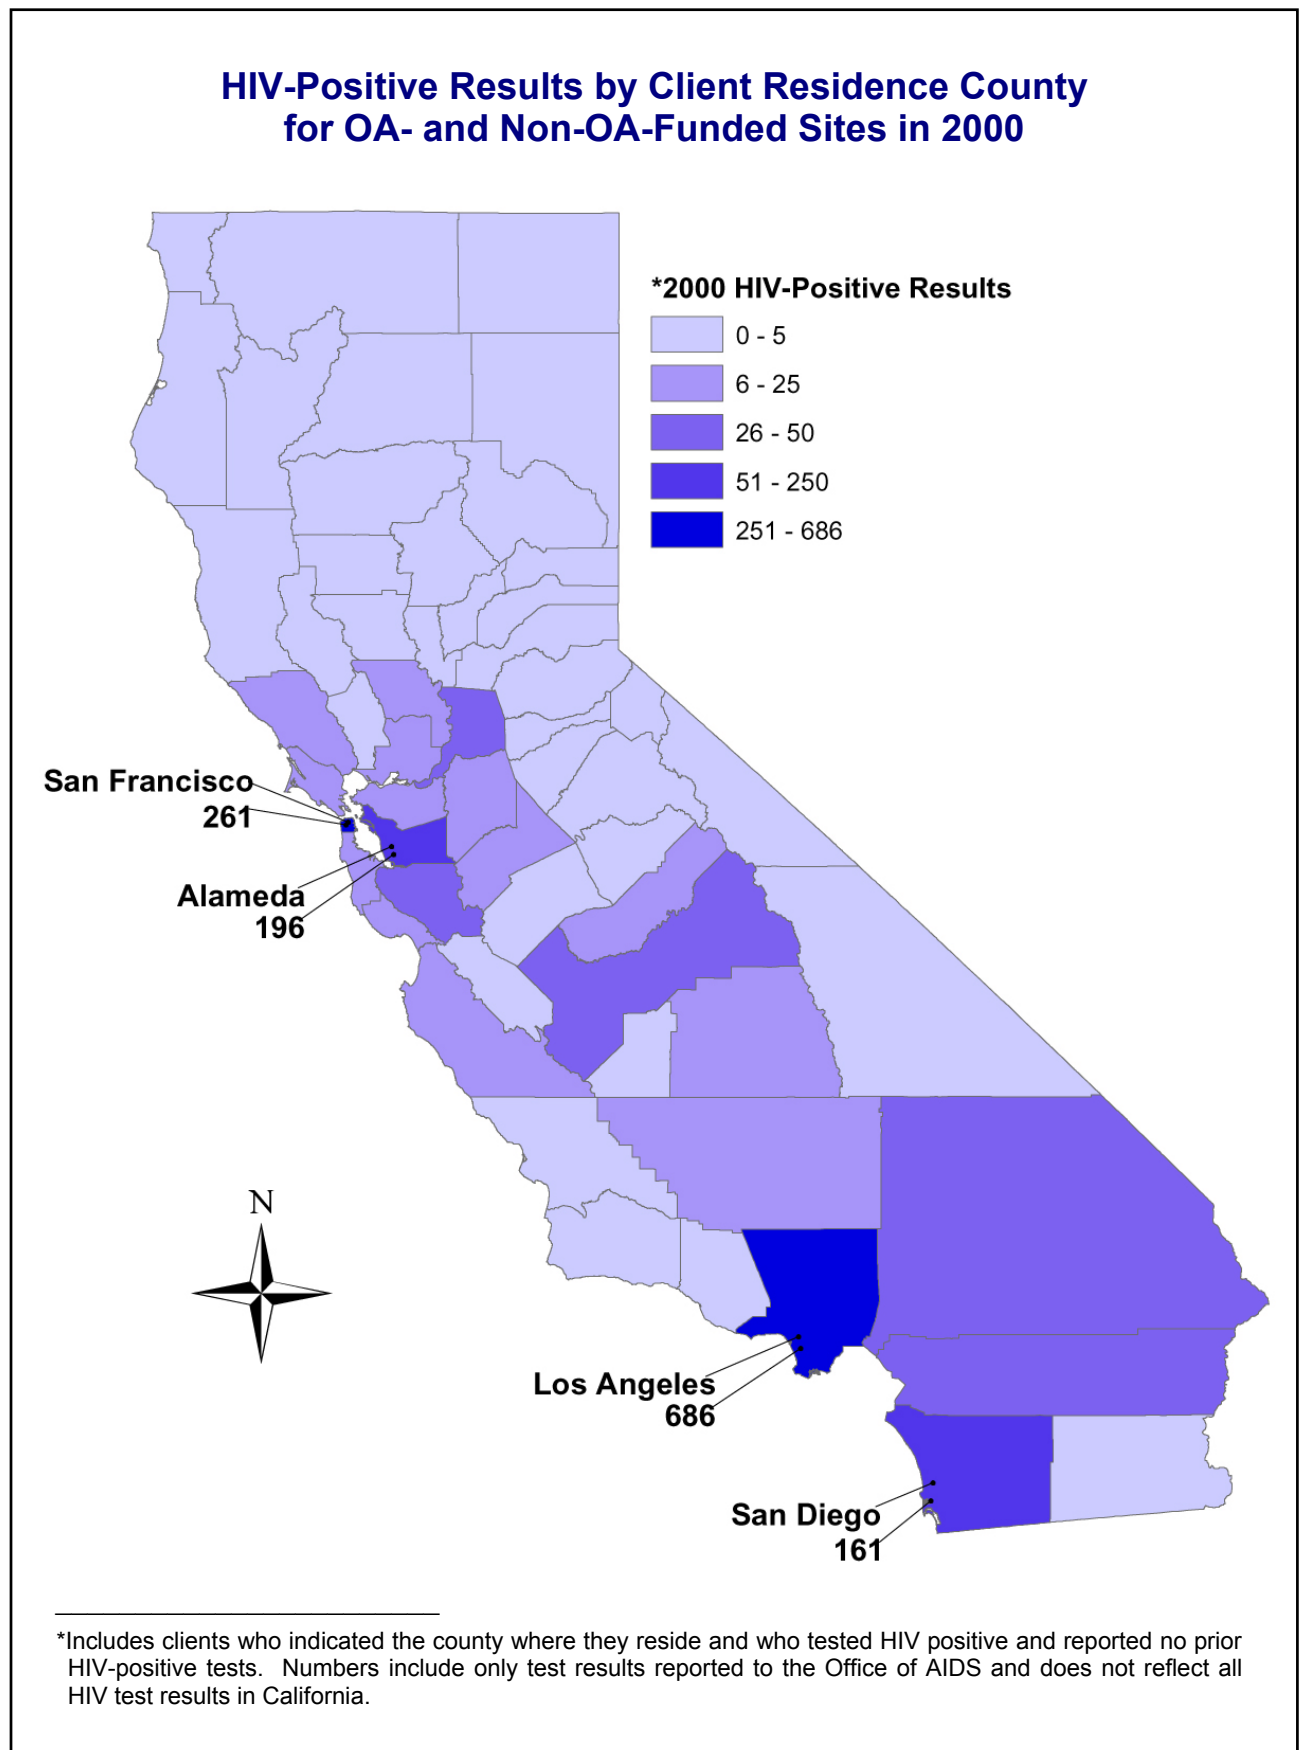 HIV-Positive Results by Client Residence County
for OA- and Non-OA-Funded Sites in 2000
*2000 HIV-Positive Results
0 - 5
6 - 25
26 - 50
51 - 250
251 - 686
San Francisco
261
Alameda
196
N
Los Angeles
686
San Diego
161
*Includes clients who indicated the county where they reside and who tested HIV positive and reported no prior
HIV-positive tests. Numbers include only test results reported to the Office of AIDS and does not reflect all
HIV test results in California.